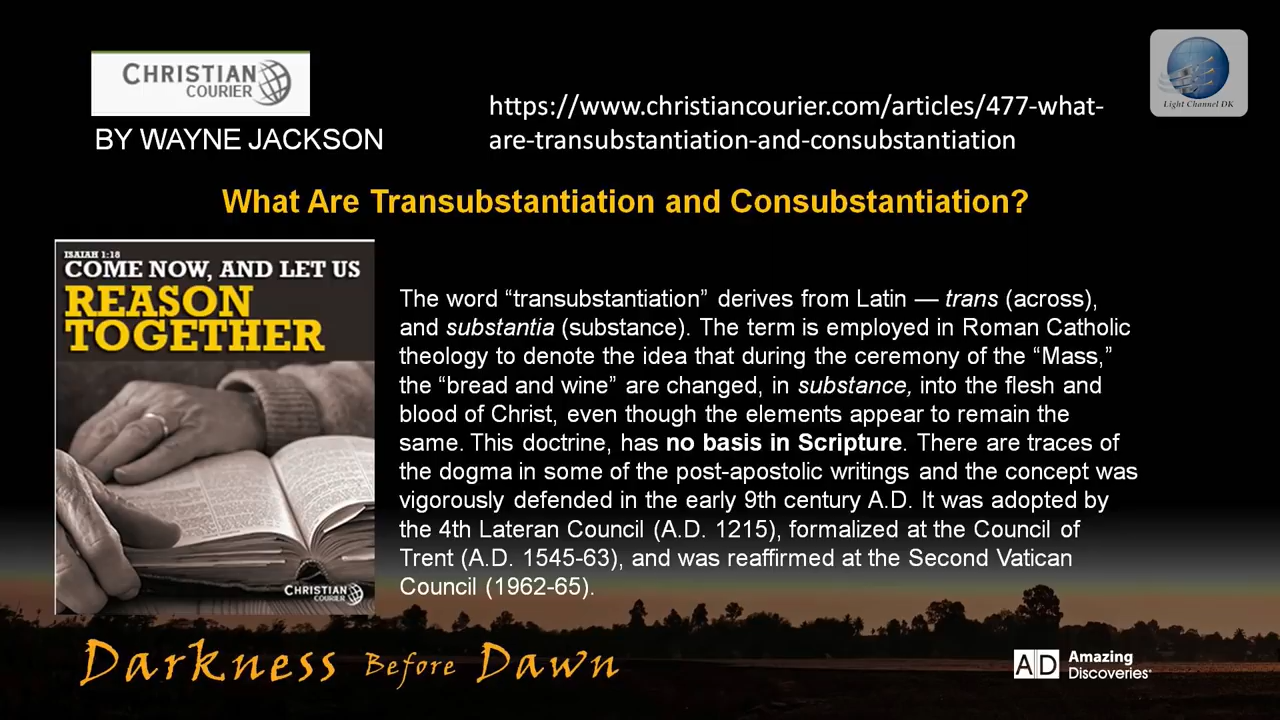 CHRISTIAN
COURIER
BY WAYNE JACKSON
https://www.christiancourier.com/articles/477-what-
are-transubstantiation-and-consubstantiation
Light Channel DK
What Are Transubstantiation and Consubstantiation?
ISAIAH 1:18
COME NOW, AND LET US
REASON
TOGETHER
CHRISTIAN
COURIER
The word “transubstantiation” derives from Latin — trans (across),
and substantia (substance). The term is employed in Roman Catholic
theology to denote the idea that during the ceremony of the “Mass,”
the “bread and wine” are changed, in substance, into the flesh and
blood of Christ, even though the elements appear to remain the
same. This doctrine, has no basis in Scripture. There are traces of
the dogma in some of the post-apostolic writings and the concept was
vigorously defended in the early 9th century A.D. It was adopted by
the 4th Lateran Council (A.D. 1215), formalized at the Council of
Trent (A.D. 1545-63), and was reaffirmed at the Second Vatican
Council (1962-65).
Darkness Before Dawn
AD Amazing
Discoveries